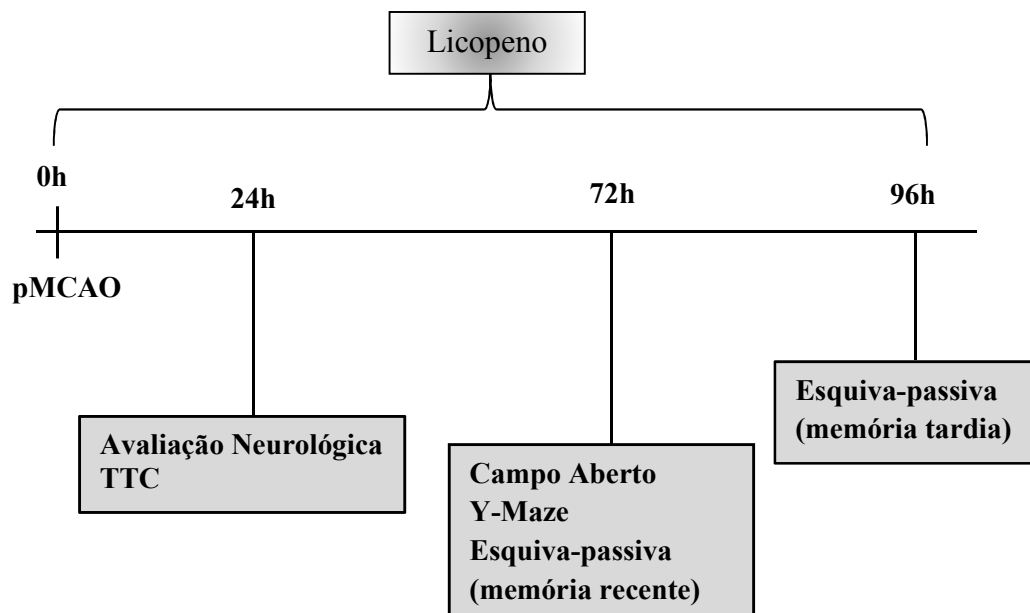 Licopeno
0h
24h
72h
96h
pMCAO
Avaliação Neurológica
TTC
Campo Aberto
Y-Maze
Esquiva-passiva
(memória recente)
Esquiva-passiva
(memória tardia)